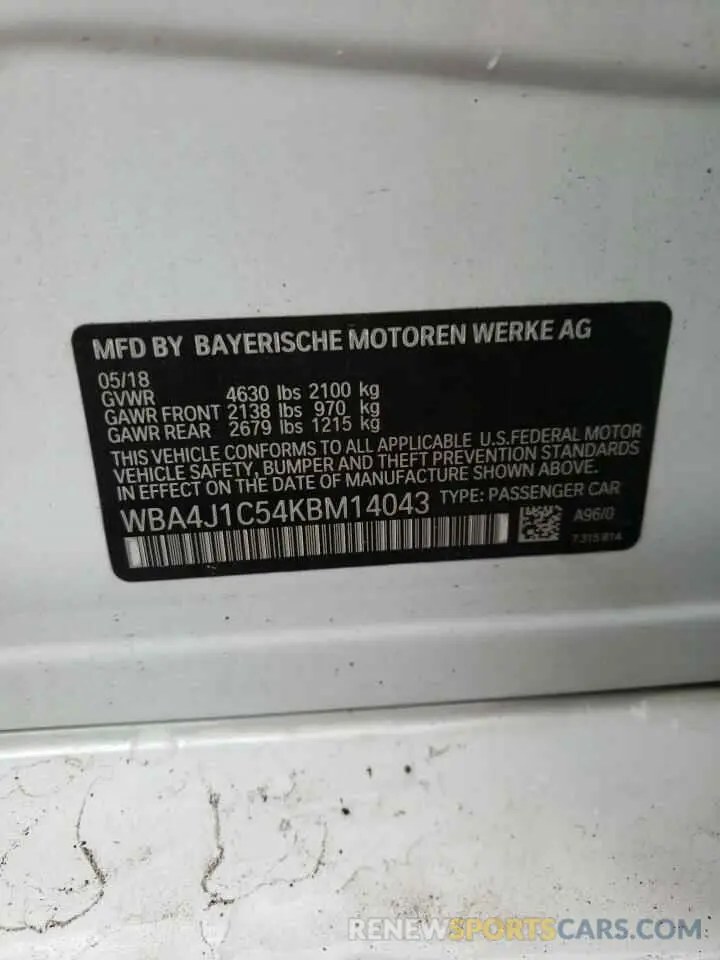 MFD BY BAYERISCHE MOTOREN WERKE AG
05/18
GVWR 4630 lbs 2100 kg
GAWR FRONT 2138 lbs 970 kg
GAWR REAR 2679 lbs 1215 kg
THIS VEHICLE CONFORMS TO ALL APPLICABLE U.S.FEDERAL MOTOR
VEHICLE SAFETY, BUMPER AND THEFT PREVENTION STANDARDS
IN EFFECT ON THE DATE OF MANUFACTURE SHOWN ABOVE.
WBA4J1C54KBM14043 TYPE: PASSENGER CAR
A96/0
7 315 814
RENEWSPORTSCARS.COM